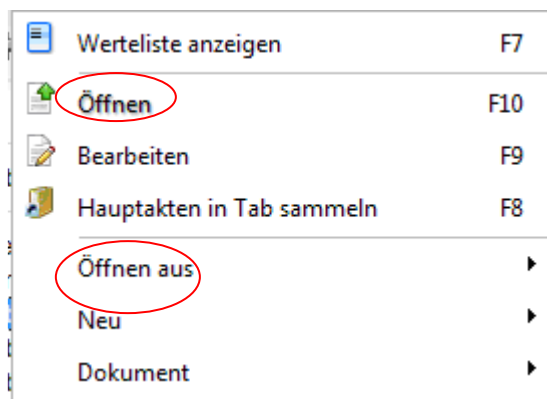 Werteliste anzeigen F7
Öffnen F10
Bearbeiten F9
Hauptakten in Tab sammeln F8
Öffnen aus
Neu
Dokument